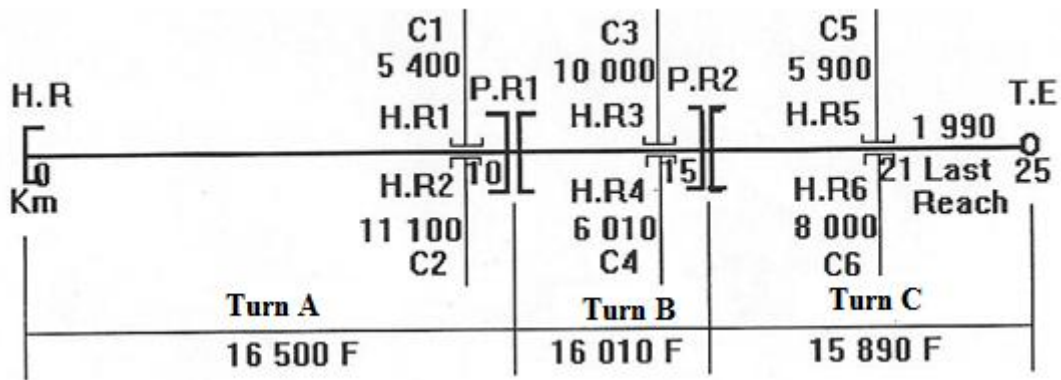 C1
5 400
C3
10 000
C5
5 900
H.R
P.R1
P.R2
T.E
H.R1
H.R3
H.R5
1 990
0
Km
10
15
21
25
H.R2
H.R4
H.R6
Last
Reach
11 100
C2
6 010
C4
8 000
C6
Turn A
Turn B
Turn C
16 500 F
16 010 F
15 890 F